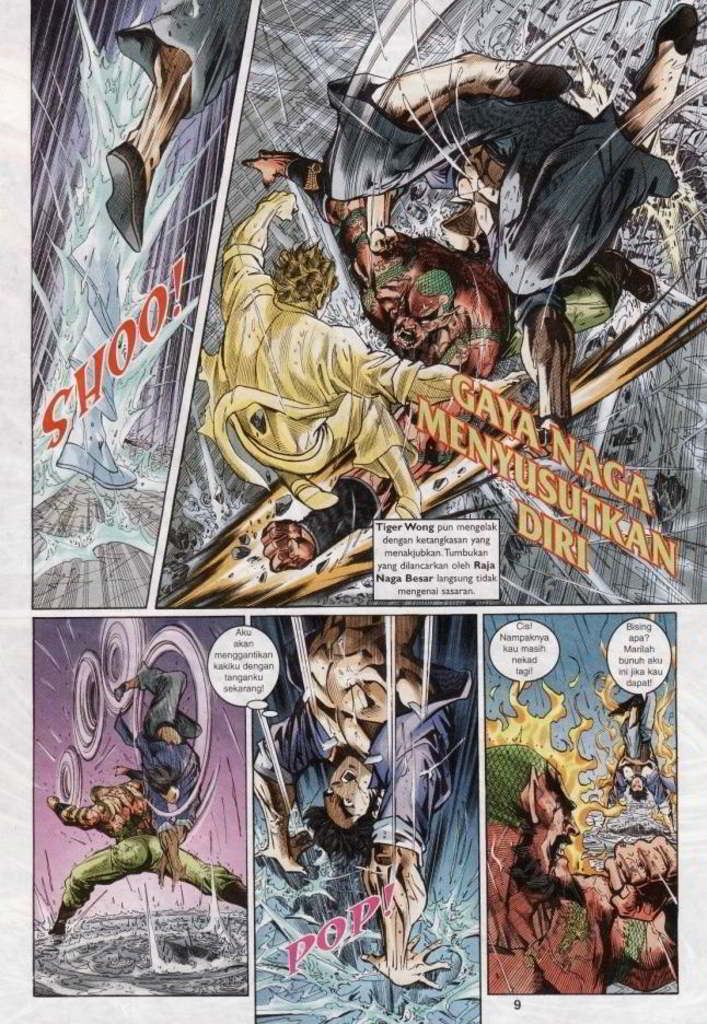 SHOO!
GAYA NAGA
MENYUSUTKAN
DIRI
Tiger Wong pun mengelak
dengan ketangkasan yang
menakjubkan. Tumbukan
yang dilancarkan oleh Raja
Naga Besar langsung tidak
mengenai sasaran.
Aku
akan
menggantikan
kakiku dengan
tanganku
sekarang!
POP!
Cis!
Nampaknya
kau masih
nekad
lagi!
Bising
apa?
Marilah
bunuh aku
ini jika kau
dapat!
9